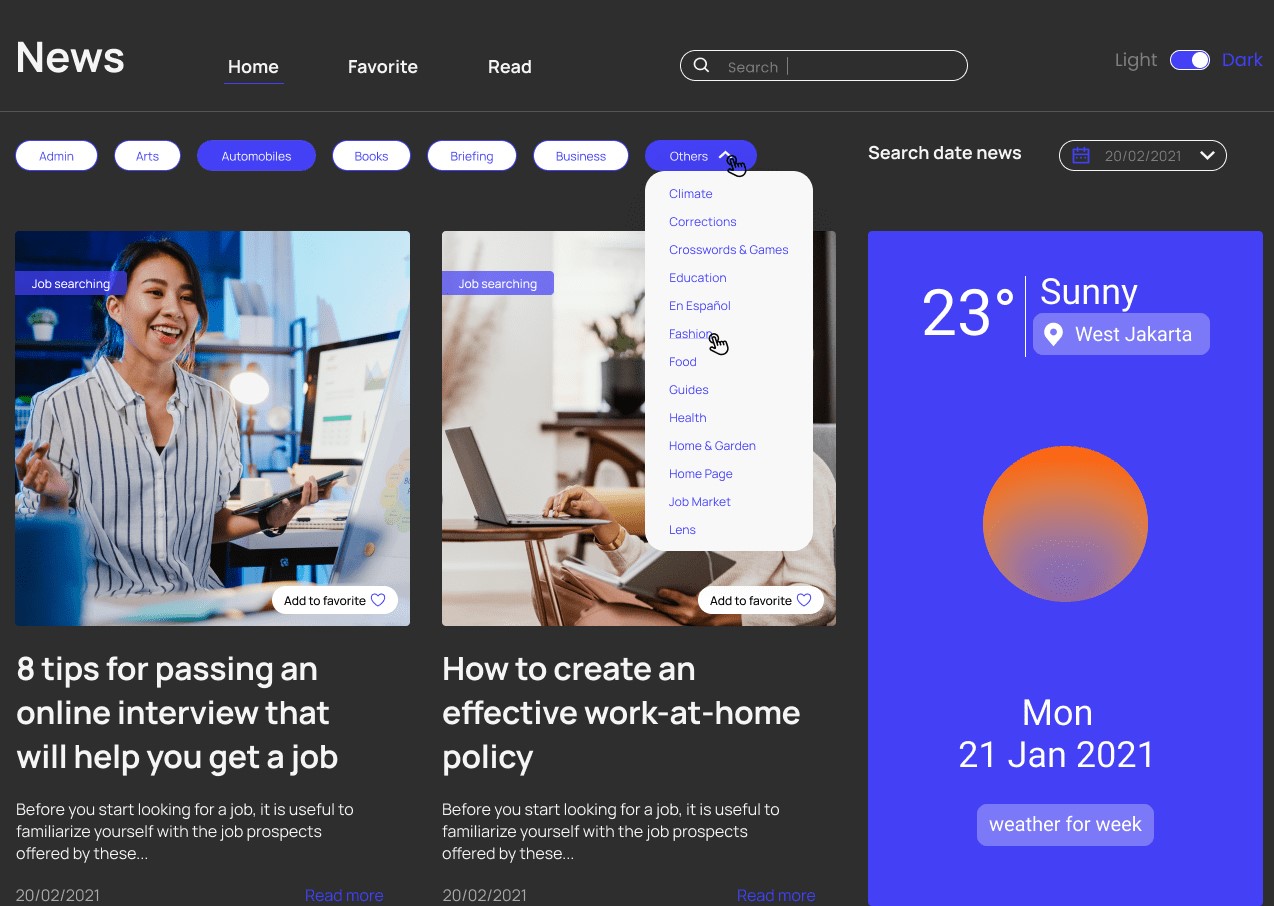 News
Home
Favorite
Read
Search
Light
Dark
Admin
Arts
Automobiles
Books
Briefing
Business
Others
Search date news
20/02/2021
Climate
Corrections
Crosswords & Games
Education
En Español
Fashion
Food
Guides
Health
Home & Garden
Home Page
Job Market
Lens
Job searching
Add to favorite
8 tips for passing an
online interview that
will help you get a job
Before you start looking for a job, it is useful to
familiarize yourself with the job prospects
offered by these...
20/02/2021
Read more
Job searching
Add to favorite
How to create an
effective work-at-home
policy
Before you start looking for a job, it is useful to
familiarize yourself with the job prospects
offered by these...
20/02/2021
Read more
23°
Sunny
West Jakarta
Mon
21 Jan 2021
weather for week